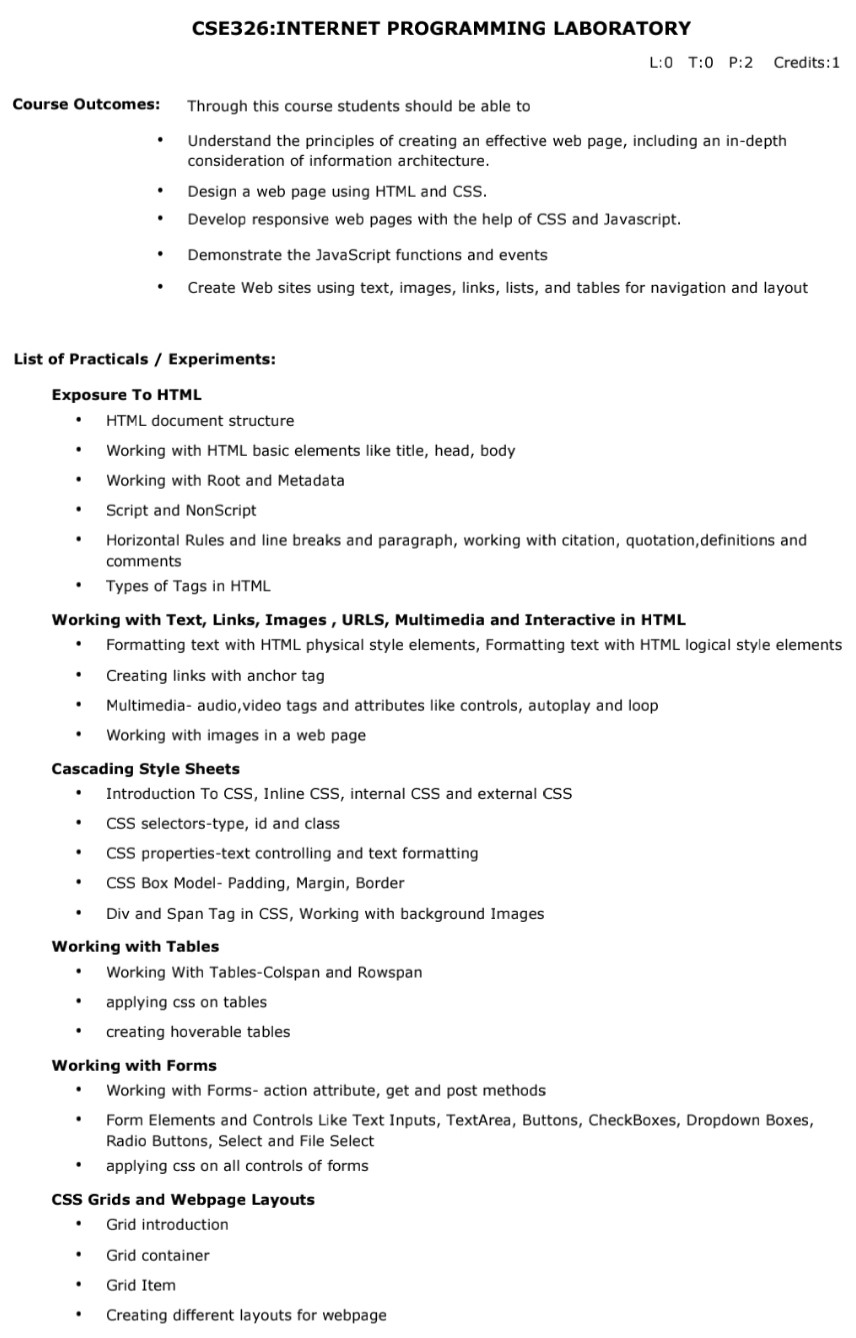 CSE326:INTERNET PROGRAMMING LABORATORY
L:0 T:0 P:2 Credits:1
Course Outcomes: Through this course students should be able to
• Understand the principles of creating an effective web page, including an in-depth
consideration of information architecture.
• Design a web page using HTML and CSS.
• Develop responsive web pages with the help of CSS and Javascript.
• Demonstrate the JavaScript functions and events
• Create Web sites using text, images, links, lists, and tables for navigation and layout
List of Practicals / Experiments:
Exposure To HTML
• HTML document structure
• Working with HTML basic elements like title, head, body
• Working with Root and Metadata
• Script and NonScript
• Horizontal Rules and line breaks and paragraph, working with citation, quotation,definitions and
comments
• Types of Tags in HTML
Working with Text, Links, Images , URLS, Multimedia and Interactive in HTML
• Formatting text with HTML physical style elements, Formatting text with HTML logical style elements
• Creating links with anchor tag
• Multimedia- audio,video tags and attributes like controls, autoplay and loop
• Working with images in a web page
Cascading Style Sheets
• Introduction To CSS, Inline CSS, internal CSS and external CSS
• CSS selectors-type, id and class
• CSS properties-text controlling and text formatting
• CSS Box Model- Padding, Margin, Border
• Div and Span Tag in CSS, Working with background Images
Working with Tables
• Working With Tables-Colspan and Rowspan
• applying css on tables
• creating hoverable tables
Working with Forms
• Working with Forms- action attribute, get and post methods
• Form Elements and Controls Like Text Inputs, TextArea, Buttons, CheckBoxes, Dropdown Boxes,
Radio Buttons, Select and File Select
• applying css on all controls of forms
CSS Grids and Webpage Layouts
• Grid introduction
• Grid container
• Grid Item
• Creating different layouts for webpage